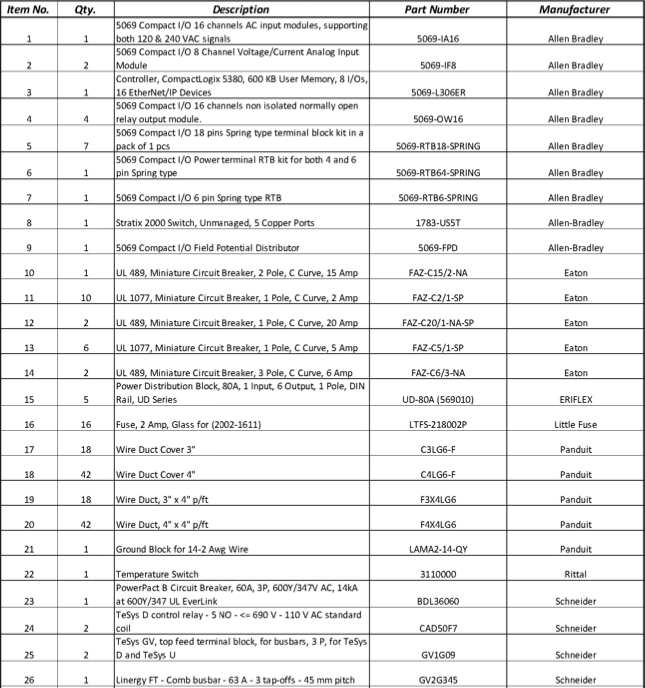 Item No. Qty. Description Part Number Manufacturer
1 1 5069 Compact I/O 16 channels AC input modules, supporting both 120 & 240 VAC signals 5069-IA16 Allen Bradley
2 2 5069 Compact I/O 8 Channel Voltage/Current Analog Input Module 5069-IF8 Allen Bradley
3 1 Controller, CompactLogix 5380, 600 KB User Memory, 8 I/Os, 16 EtherNet/IP Devices 5069-L306ER Allen Bradley
4 4 5069 Compact I/O 16 channels non isolated normally open relay output module. 5069-OW16 Allen Bradley
5 7 5069 Compact I/O 18 pins Spring type terminal block kit in a pack of 1 pcs 5069-RTB18-SPRING Allen Bradley
6 1 5069 Compact I/O Power terminal RTB kit for both 4 and 6 pin Spring type 5069-RTB64-SPRING Allen Bradley
7 1 5069 Compact I/O 6 pin Spring type RTB 5069-RTB6-SPRING Allen Bradley
8 1 Stratix 2000 Switch, Unmanaged, 5 Copper Ports 1783-US5T Allen-Bradley
9 1 5069 Compact I/O Field Potential Distributor 5069-FPD Allen-Bradley
10 1 UL 489, Miniature Circuit Breaker, 2 Pole, C Curve, 15 Amp FAZ-C15/2-NA Eaton
11 10 UL 1077, Miniature Circuit Breaker, 1 Pole, C Curve, 2 Amp FAZ-C2/1-SP Eaton
12 2 UL 489, Miniature Circuit Breaker, 1 Pole, C Curve, 20 Amp FAZ-C20/1-NA-SP Eaton
13 6 UL 1077, Miniature Circuit Breaker, 1 Pole, C Curve, 5 Amp FAZ-C5/1-SP Eaton
14 2 UL 489, Miniature Circuit Breaker, 3 Pole, C Curve, 6 Amp FAZ-C6/3-NA Eaton
15 5 Power Distribution Block, 80A, 1 Input, 6 Output, 1 Pole, DIN Rail, UD Series UD-80A (569010) ERIFLEX
16 16 Fuse, 2 Amp, Glass for (2002-1611) LTFS-218002P Little Fuse
17 18 Wire Duct Cover 3" C3LG6-F Panduit
18 42 Wire Duct Cover 4" C4LG6-F Panduit
19 18 Wire Duct, 3" x 4" p/ft F3X4LG6 Panduit
20 42 Wire Duct, 4" x 4" p/ft F4X4LG6 Panduit
21 1 Ground Block for 14-2 Awg Wire LAMA2-14-QY Panduit
22 1 Temperature Switch 3110000 Rittal
23 1 PowerPact B Circuit Breaker, 60A, 3P, 600Y/347V AC, 14kA at 600Y/347 UL EverLink BDL36060 Schneider
24 2 TeSys D control relay - 5 NO - <= 690 V - 110 V AC standard coil CAD50F7 Schneider
25 2 TeSys GV, top feed terminal block, for busbars, 3 P, for TeSys D and TeSys U GV1G09 Schneider
26 1 Linergy FT - Comb busbar - 63 A - 3 tap-offs - 45 mm pitch GV2G345 Schneider